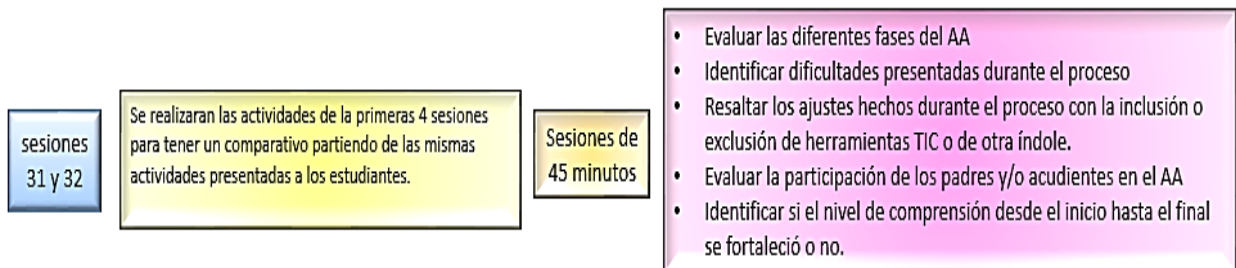 sesiones
31 y 32
Se realizaran las actividades de la primeras 4 sesiones
para tener un comparativo partiendo de las mismas
actividades presentadas a los estudiantes.
Sesiones de
45 minutos
• Evaluar las diferentes fases del AA
• Identificar dificultades presentadas durante el proceso
• Resaltar los ajustes hechos durante el proceso con la inclusión o
exclusión de herramientas TIC o de otra índole.
• Evaluar la participación de los padres y/o acudientes en el AA
• Identificar si el nivel de comprensión desde el inicio hasta el final
se fortaleció o no.